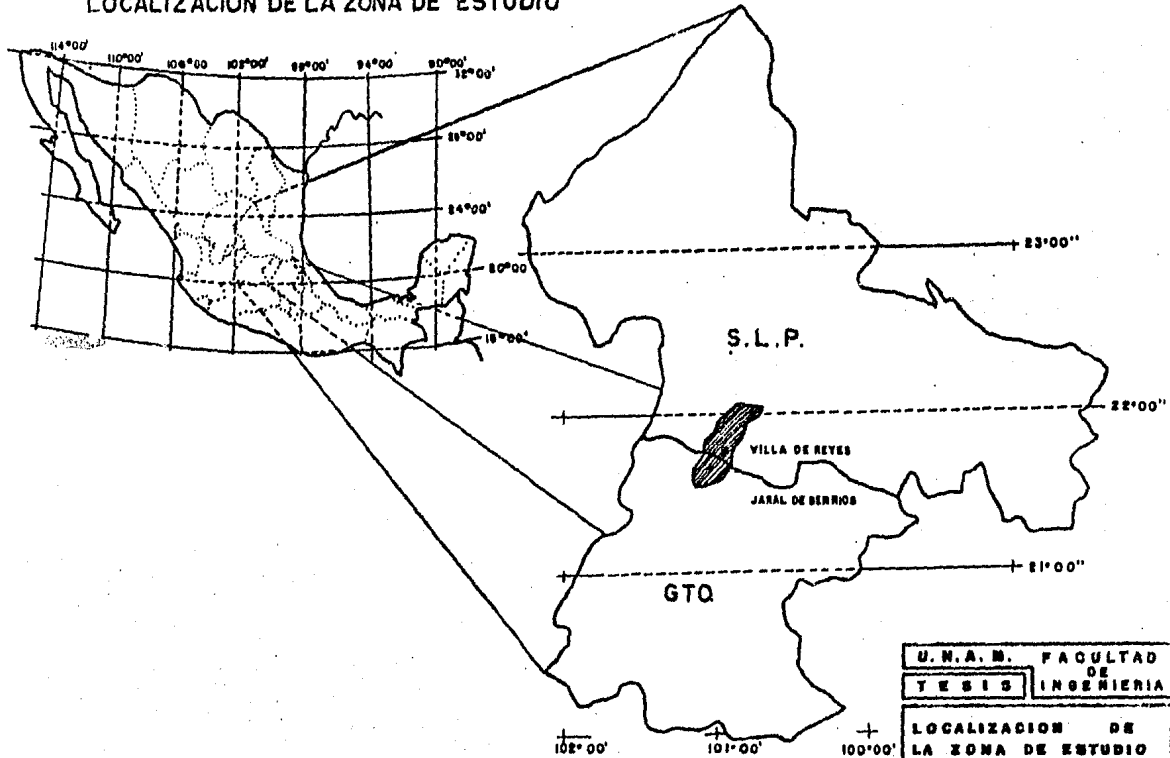 LOCALIZACION DE LA ZONA DE ESTUDIO
114°00' 110°00' 106°00' 102°00' 98°00' 94°00' 90°00'
32°00'
28°00'
24°00'
20°00
16°00'
23°00"
S.L.P.
22°00"
VILLA DE REYES
JARAL DE BERRIOS
21°00"
GTO.
102°00' 101°00' 100°00'
U.N.A.M.
TESIS
FACULTAD
DE
INGENIERIA
LOCALIZACION DE
LA ZONA DE ESTUDIO